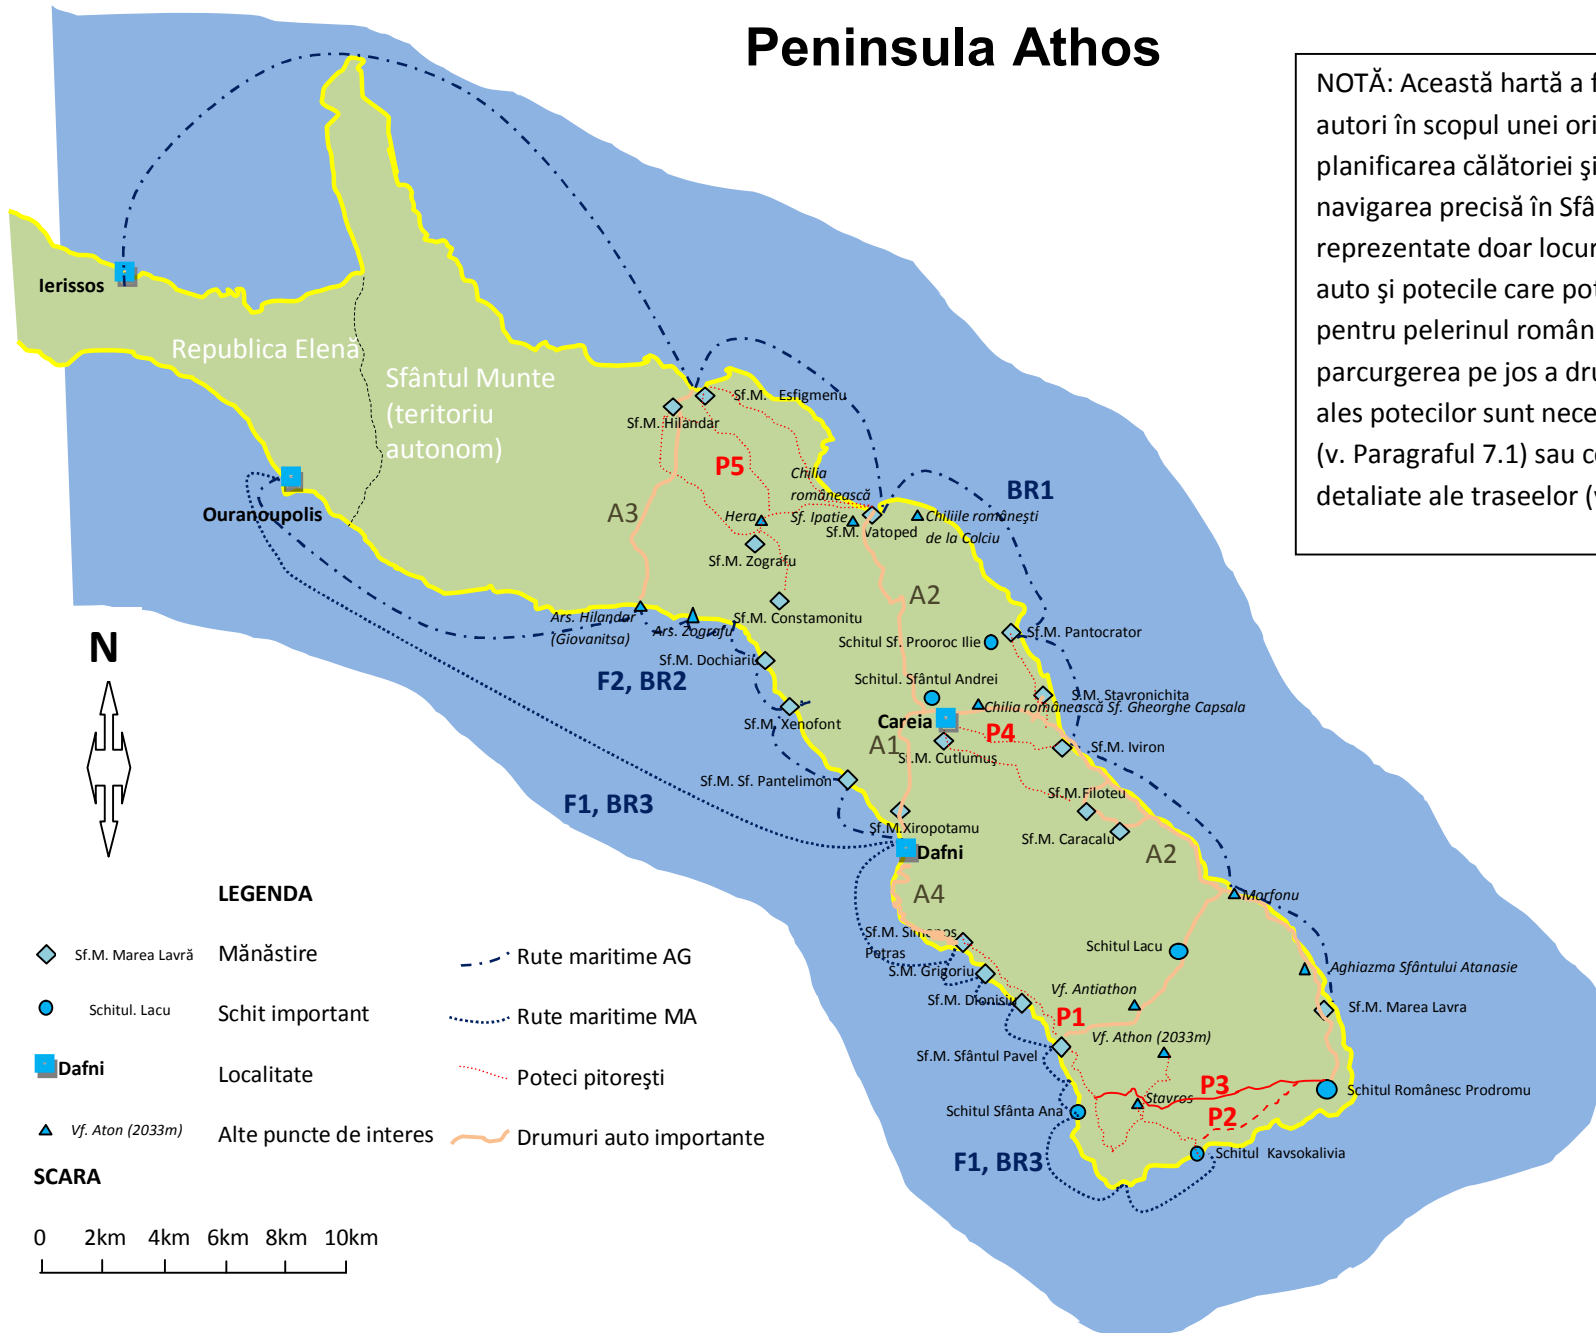 Peninsula Athos
NOTĂ: Această hartă a f
autori în scopul unei ori
planificarea călătoriei şi
navigarea precisă în Sfâ
reprezentate doar locur
auto şi potecile care pot
pentru pelerinul român
parcurgerea pe jos a dru
ales potecilor sunt nece
(v. Paragraful 7.1) sau c
detaliate ale traseelor (v
Ierissos
Republica Elenă
Sfântul Munte
(teritoriu
autonom)
Ouranoupolis
Sf.M. Esfigmenu
Sf.M. Hilandar
P5
Chilia
românească
Sf. Ipatie
Hera
Sf.M. Vatoped
BR1
Chiliile româneşti
de la Colciu
A3
Sf.M. Zografu
A2
Ars. Hilandar
(Giovanitsa)
Ars. Zografu
Sf.M. Constamonitu
Sf.M. Pantocrator
Schitul Sf. Prooroc Ilie
N
Sf.M. Dochiariu
F2, BR2
Schitul. Sfântul Andrei
S.M. Stavronichita
Chilia românească Sf. Gheorghe Capsala
Sf.M. Xenofont
Careia
P4
A1
Sf.M. Cutlumuş
Sf.M. Iviron
Sf.M. Sf. Pantelimon
F1, BR3
Sf.M.Filoteu
Sf.M.Xiropotamu
Sf.M. Caracalu
Dafni
A2
A4
Morfonu
Sf.M. Simonos
Petras
Schitul Lacu
S.M. Grigoriu
Aghiazma Sfântului Atanasie
Sf.M. Dionisiu
Vf. Antiathon
Sf.M. Marea Lavra
P1
Vf. Athon (2033m)
Sf.M. Sfântul Pavel
P3
Schitul Românesc Prodromu
Stavros
P2
Schitul Sfânta Ana
Schitul Kavsokalivia
F1, BR3
LEGENDA
Sf.M. Marea Lavră Mănăstire
Rute maritime AG
Schitul. Lacu Schit important
Rute maritime MA
Dafni Localitate
Poteci pitoreşti
Vf. Aton (2033m) Alte puncte de interes
Drumuri auto importante
SCARA
0 2km 4km 6km 8km 10km